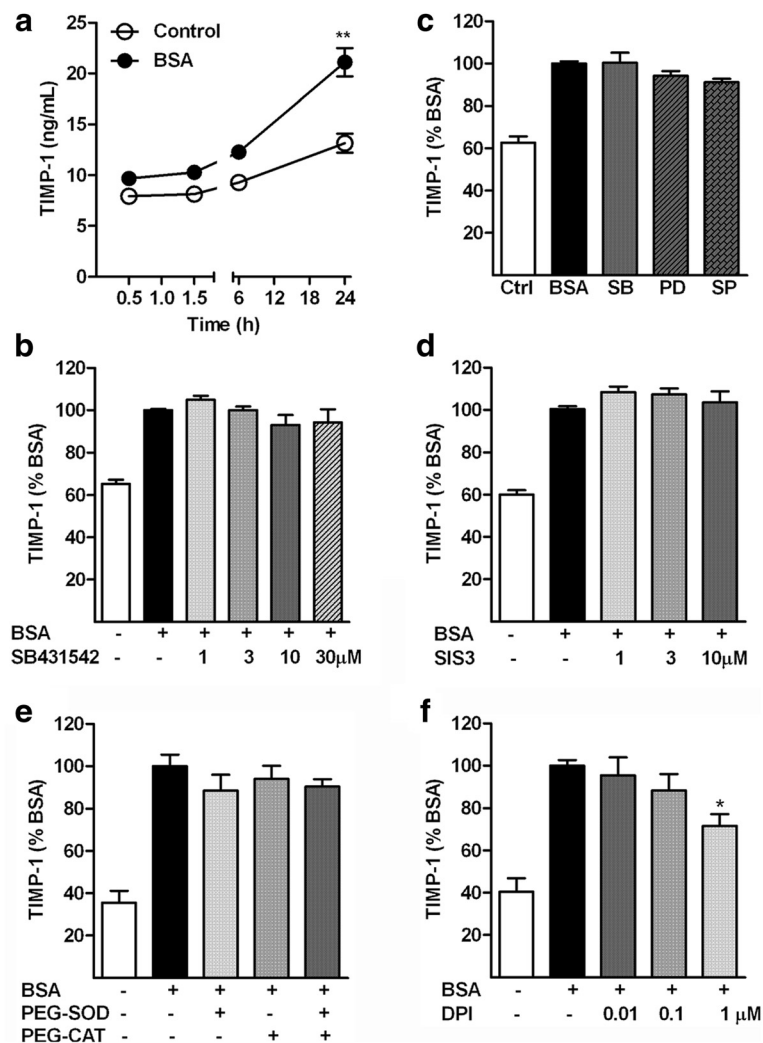 a
Control
BSA
**
TIMP-1 (ng/mL)
25
20
15
10
5
0
0.5 1.0 1.5 6 12 18 24
Time (h)
c
TIMP-1 (% BSA)
120
100
80
60
40
20
Ctrl BSA SB PD SP
b
TIMP-1 (% BSA)
120
100
80
60
40
20
BSA - + + + + +
SB431542 - - 1 3 10 30µM
d
TIMP-1 (% BSA)
120
100
80
60
40
20
BSA - + + + +
SIS3 - - 1 3 10µM
e
TIMP-1 (% BSA)
120
100
80
60
40
20
BSA - + + + +
PEG-SOD - - + - +
PEG-CAT - - - + +
f
*
TIMP-1 (% BSA)
120
100
80
60
40
20
BSA - + + + +
DPI - - 0.01 0.1 1 µM